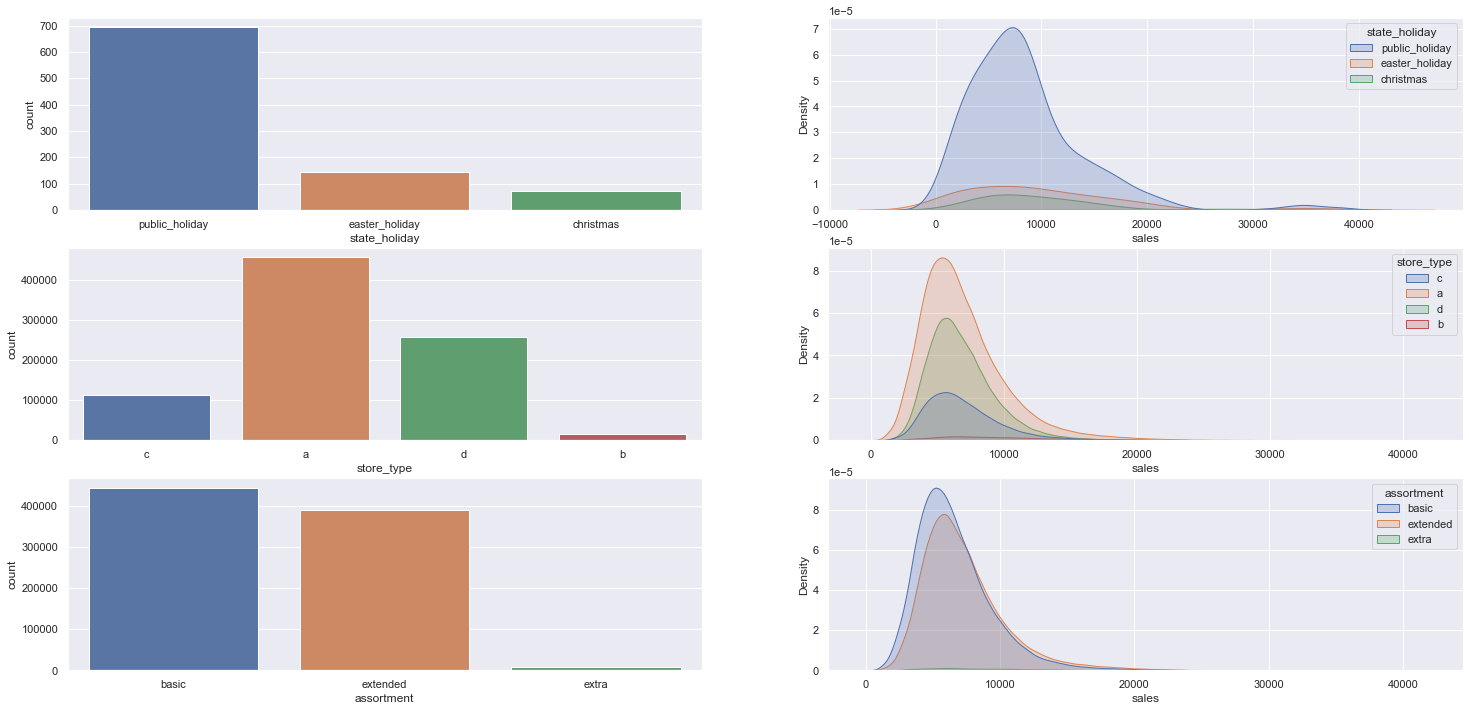 700
600
500
400
300
200
100
0
count
public_holiday easter_holiday christmas
state_holiday
1e−5
7
6
5
4
3
2
1
0
Density
−10000 0 10000 20000 30000 40000
sales
state_holiday
public_holiday
easter_holiday
christmas
400000
300000
200000
100000
0
count
c a d b
store_type
1e−5
8
6
4
2
0
Density
0 10000 20000 30000 40000
sales
store_type
c
a
d
b
400000
300000
200000
100000
0
count
basic extended extra
assortment
1e−5
8
6
4
2
0
Density
0 10000 20000 30000 40000
sales
assortment
basic
extended
extra